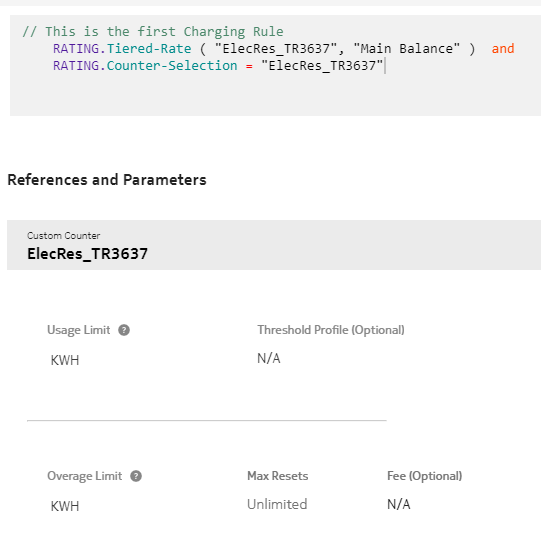 // This is the first Charging Rule
RATING.Tiered-Rate ( "ElecRes_TR3637", "Main Balance" ) and
RATING.Counter-Selection = "ElecRes_TR3637"
References and Parameters
Custom Counter
ElecRes_TR3637
Usage Limit ? Threshold Profile (Optional)
KWH N/A
Overage Limit ? Max Resets Fee (Optional)
KWH Unlimited N/A